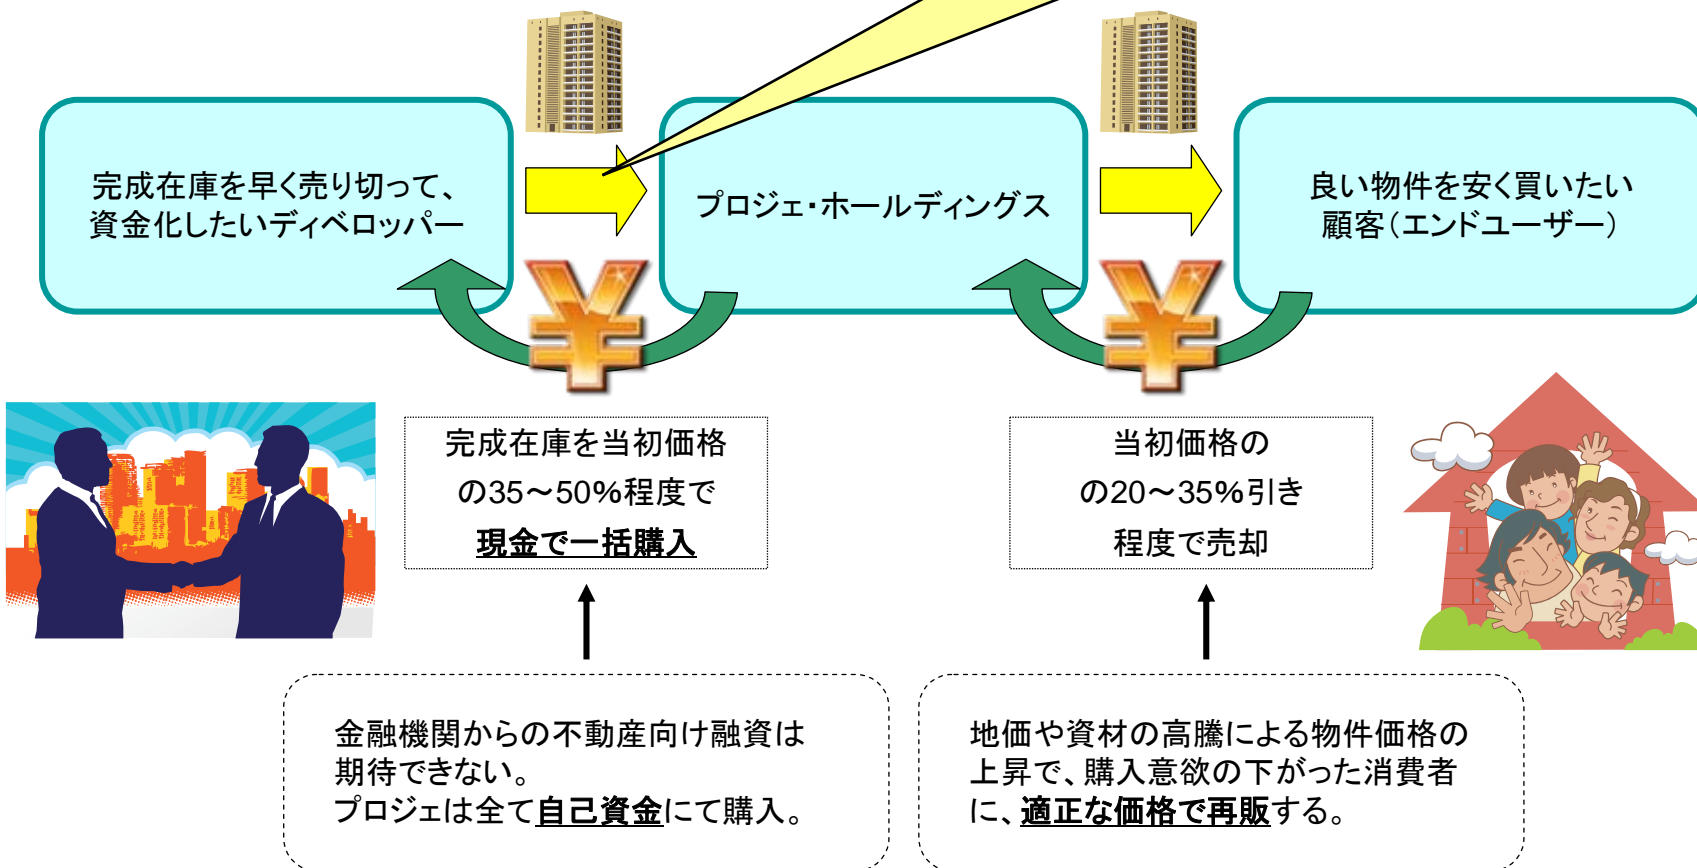 完成在庫を早く売り切って、
資金化したいディベロッパー
プロジェ・ホールディングス
良い物件を安く買いたい
顧客（エンドユーザー）
¥
¥
完成在庫を当初価格
の35～50%程度で
現金で一括購入
当初価格の
の20～35%引き
程度で売却
金融機関からの不動産向け融資は
期待できない。
プロジェは全て自己資金にて購入。
地価や資材の高騰による物件価格の
上昇で、購入意欲の下がった消費者
に、適正な価格で再販する。